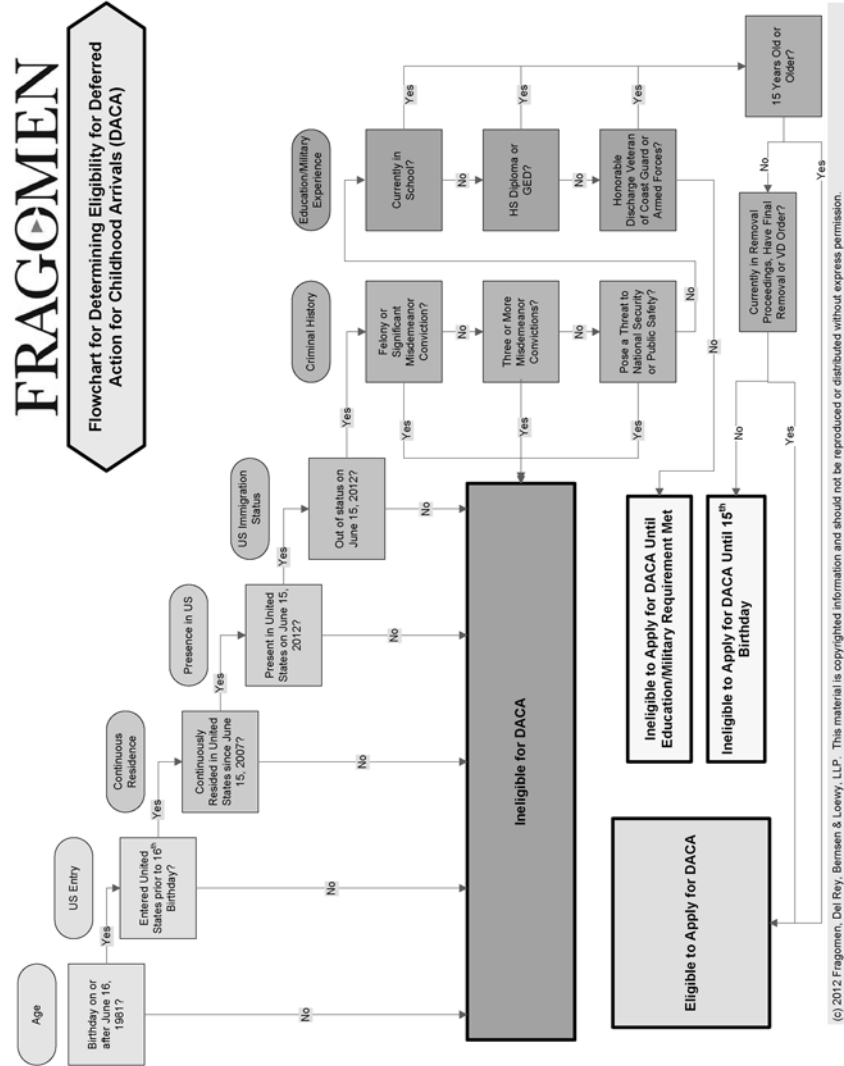 FRAGOMEN
Flowchart for Determining Eligibility for Deferred
Action for Childhood Arrivals (DACA)
Age
Birthday on or
after June 16,
1981?
Yes
No
US Entry
Entered United
States prior to 16th
Birthday?
Yes
No
Continuous
Residence
Continuously
Resided in United
States since June
15, 2007?
Yes
No
Presence in US
Present in United
States on June 15,
2012?
Yes
No
US Immigration
Status
Out of status on
June 15, 2012?
Yes
No
Criminal History
Felony or
Significant
Misdemeanor
Conviction?
Yes
No
Three or More
Misdemeanor
Convictions?
Yes
No
Pose a Threat to
National Security
or Public Safety?
Yes
No
Education/Military
Experience
Currently in
School?
Yes
No
HS Diploma or
GED?
Yes
No
Honorable
Discharge Veteran
of Coast Guard or
Armed Forces?
Yes
No
15 Years Old or
Older?
No
Yes
Currently in Removal
Proceedings, Have Final
Removal or VD Order?
No
Yes
Ineligible for DACA
Ineligible to Apply for DACA Until
Education/Military Requirement Met
Ineligible to Apply for DACA Until 15th
Birthday
Eligible to Apply for DACA
(c) 2012 Fragomen, Del Rey, Bernsen & Loewy, LLP. This material is copyrighted information and should not be reproduced or distributed without express permission.